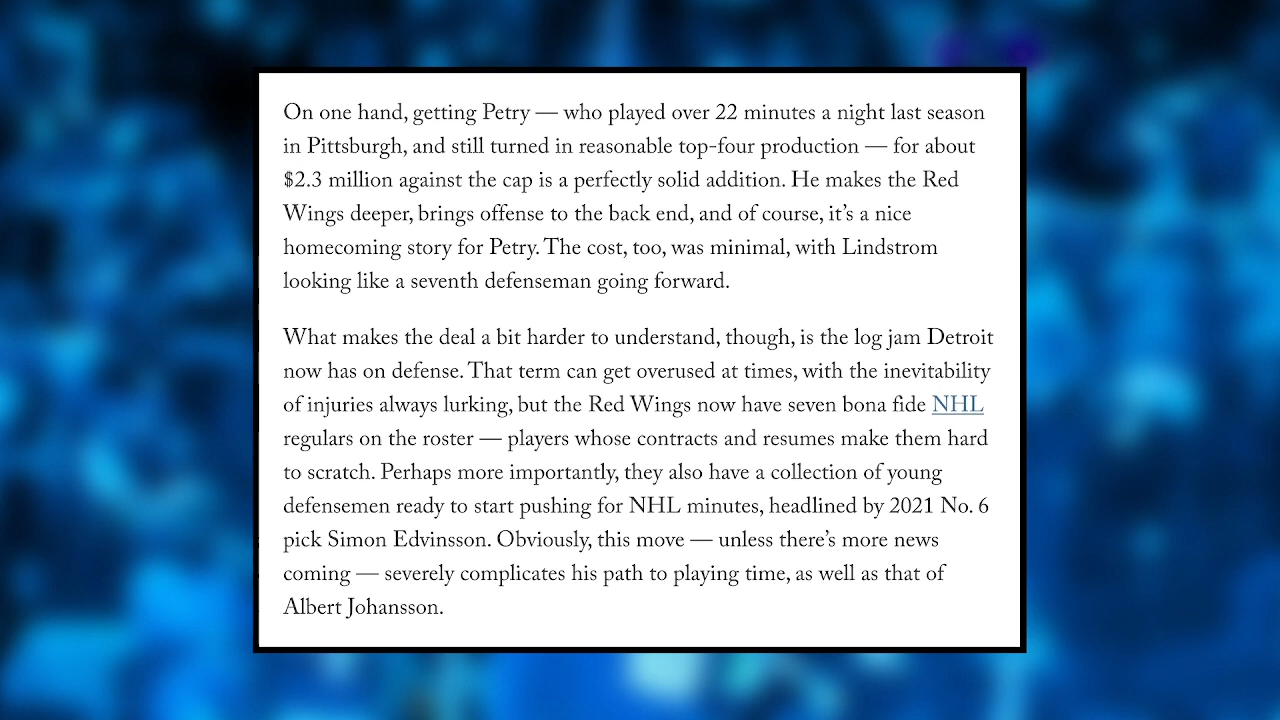 On one hand, getting Petry — who played over 22 minutes a night last season
in Pittsburgh, and still turned in reasonable top-four production — for about
$2.3 million against the cap is a perfectly solid addition. He makes the Red
Wings deeper, brings offense to the back end, and of course, it’s a nice
homecoming story for Petry. The cost, too, was minimal, with Lindstrom
looking like a seventh defenseman going forward.
What makes the deal a bit harder to understand, though, is the log jam Detroit
now has on defense. That term can get overused at times, with the inevitability
of injuries always lurking, but the Red Wings now have seven bona fide NHL
regulars on the roster — players whose contracts and resumes make them hard
to scratch. Perhaps more importantly, they also have a collection of young
defensemen ready to start pushing for NHL minutes, headlined by 2021 No. 6
pick Simon Edvinsson. Obviously, this move — unless there’s more news
coming — severely complicates his path to playing time, as well as that of
Albert Johansson.